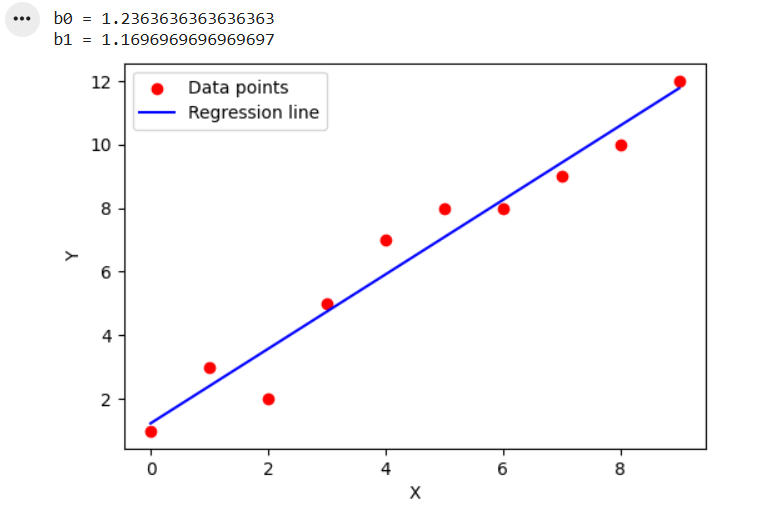 b0 = 1.2363636363636363
b1 = 1.1696969696969697
Data points
Regression line
12
10
8
6
4
2
Y
0 2 4 6 8
X